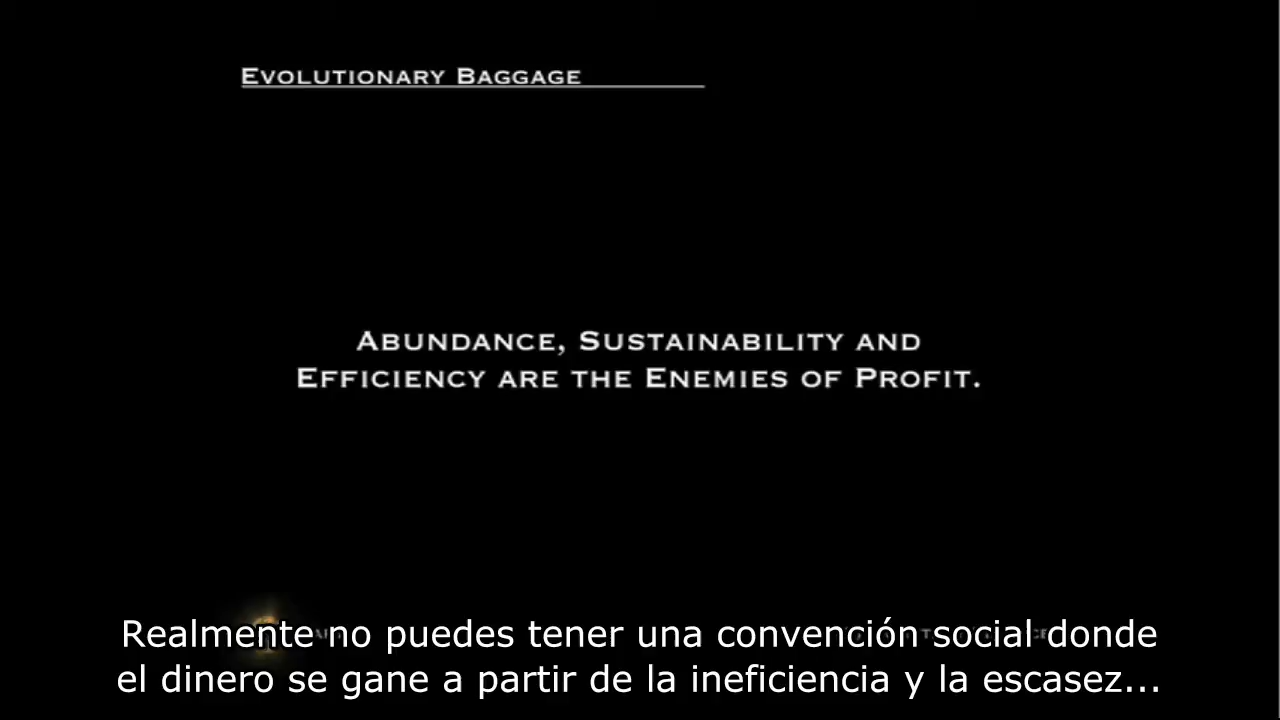 Evolutionary Baggage
Abundance, Sustainability and
Efficiency are the Enemies of Profit.
Realmente no puedes tener una convención social donde
el dinero se gane a partir de la ineficiencia y la escasez...